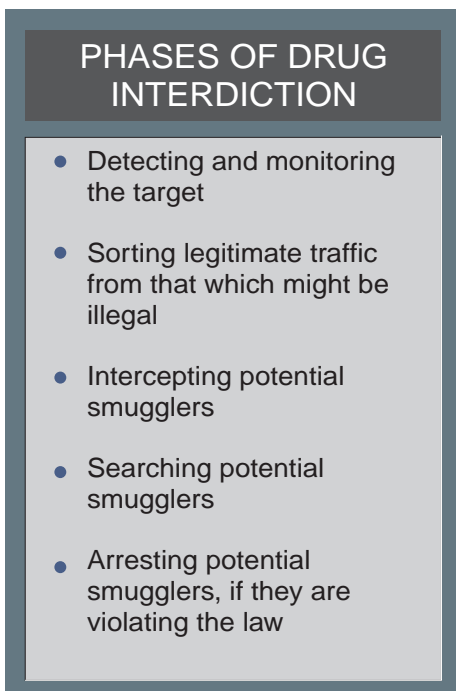 PHASES OF DRUG
INTERDICTION
• Detecting and monitoring
the target
• Sorting legitimate traffic
from that which might be
illegal
• Intercepting potential
smugglers
• Searching potential
smugglers
• Arresting potential
smugglers, if they are
violating the law